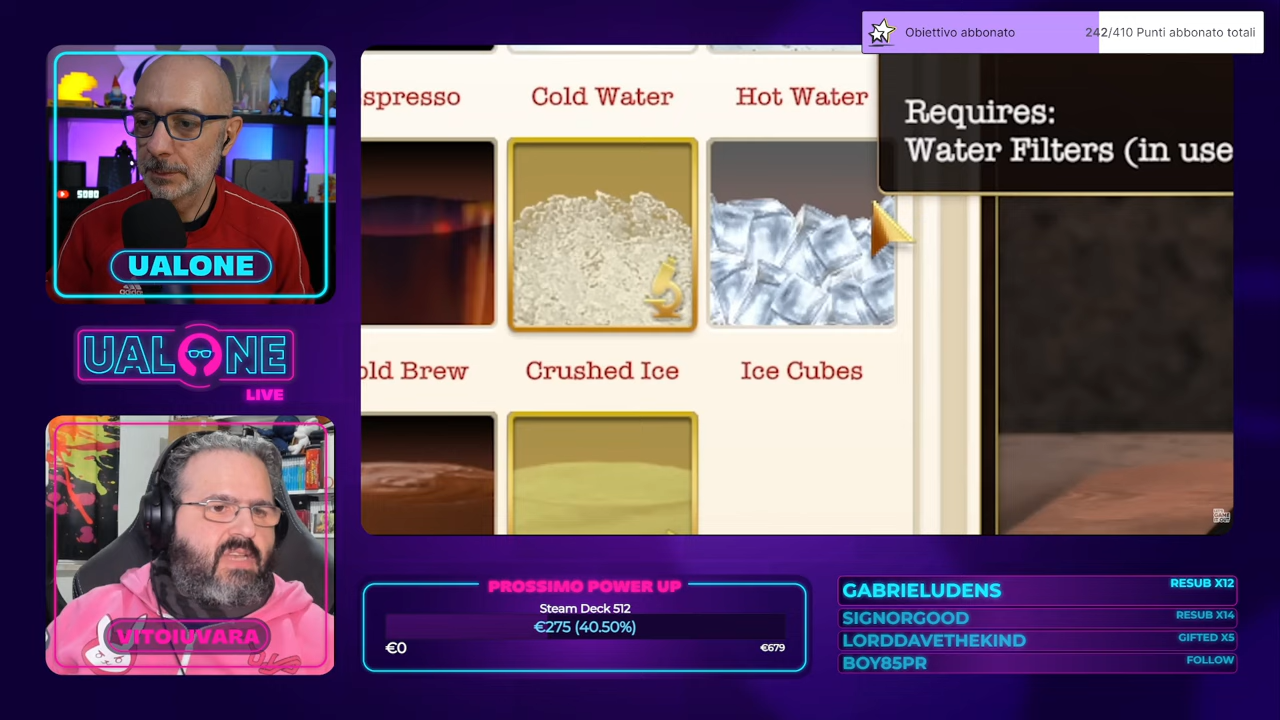 Obiettivo abbonato
242/410 Punti abbonato totali
spresso
Cold Water
Hot Water
Requires:
Water Filters (in use
old Brew
Crushed Ice
Ice Cubes
5080
UALONE
UALONE
LIVE
VITOIUVARA
PROSSIMO POWER UP
Steam Deck 512
€275 (40.50%)
€0
€679
GABRIELUDENS
RESUB X12
SIGNORGOOD
RESUB X14
LORDDAVETHEKIND
GIFTED X5
BOY85PR
FOLLOW